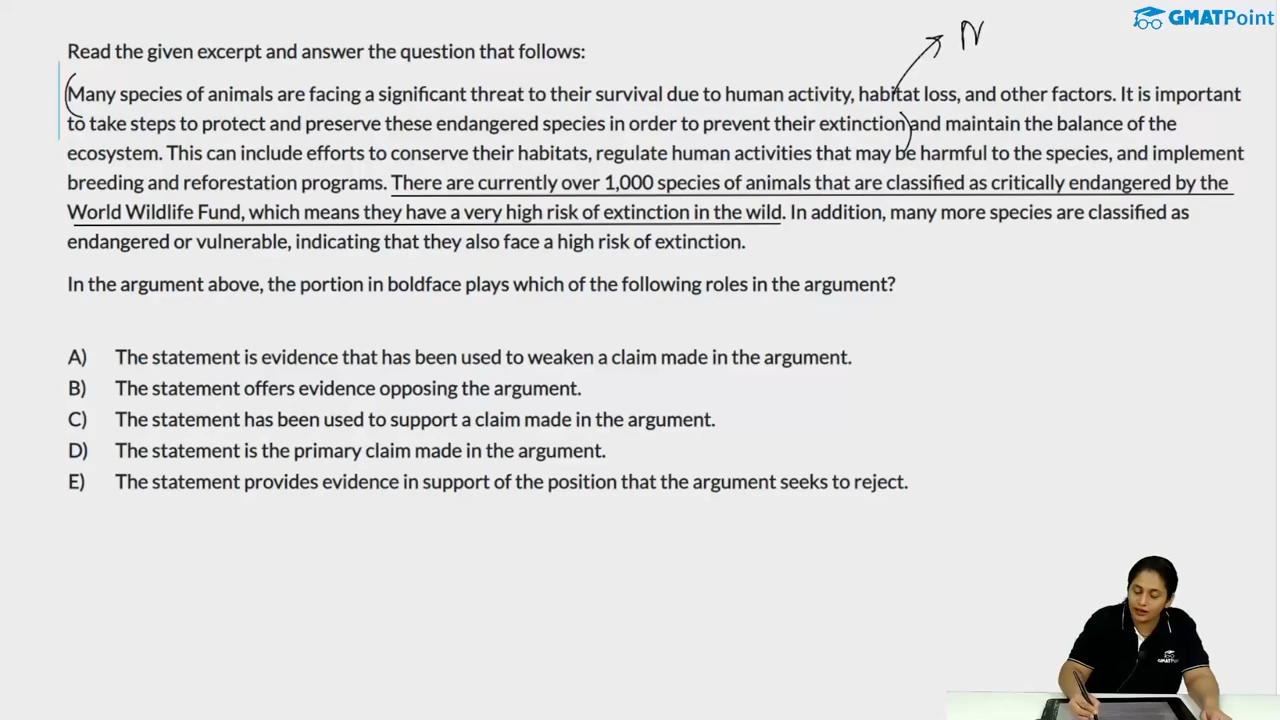 GMATPoint
Read the given excerpt and answer the question that follows:
N
Many species of animals are facing a significant threat to their survival due to human activity, habitat loss, and other factors. It is important
to take steps to protect and preserve these endangered species in order to prevent their extinction and maintain the balance of the
ecosystem. This can include efforts to conserve their habitats, regulate human activities that may be harmful to the species, and implement
breeding and reforestation programs. There are currently over 1,000 species of animals that are classified as critically endangered by the
World Wildlife Fund, which means they have a very high risk of extinction in the wild. In addition, many more species are classified as
endangered or vulnerable, indicating that they also face a high risk of extinction.
In the argument above, the portion in boldface plays which of the following roles in the argument?
A) The statement is evidence that has been used to weaken a claim made in the argument.
B) The statement offers evidence opposing the argument.
C) The statement has been used to support a claim made in the argument.
D) The statement is the primary claim made in the argument.
E) The statement provides evidence in support of the position that the argument seeks to reject.